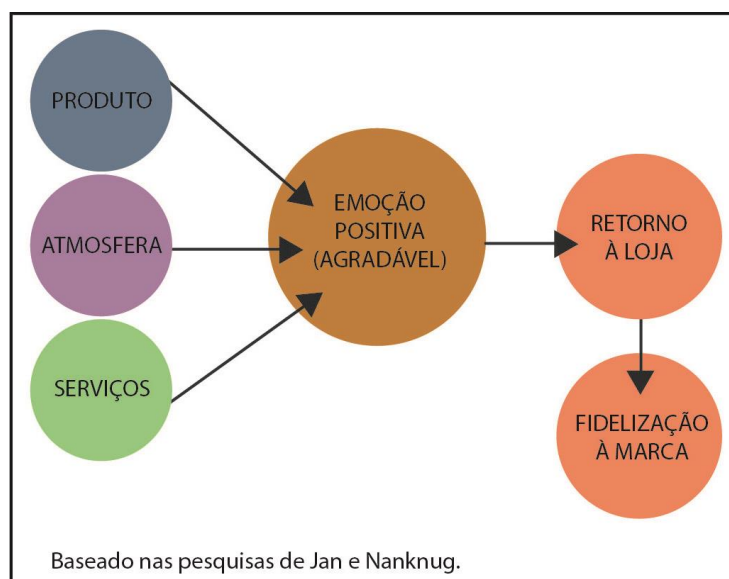 PRODUTO
ATMOSFERA
SERVIÇOS
EMOÇÃO
POSITIVA
(AGRADÁVEL)
RETORNO
À LOJA
FIDELIZAÇÃO
À MARCA
Baseado nas pesquisas de Jan e Nanknug.